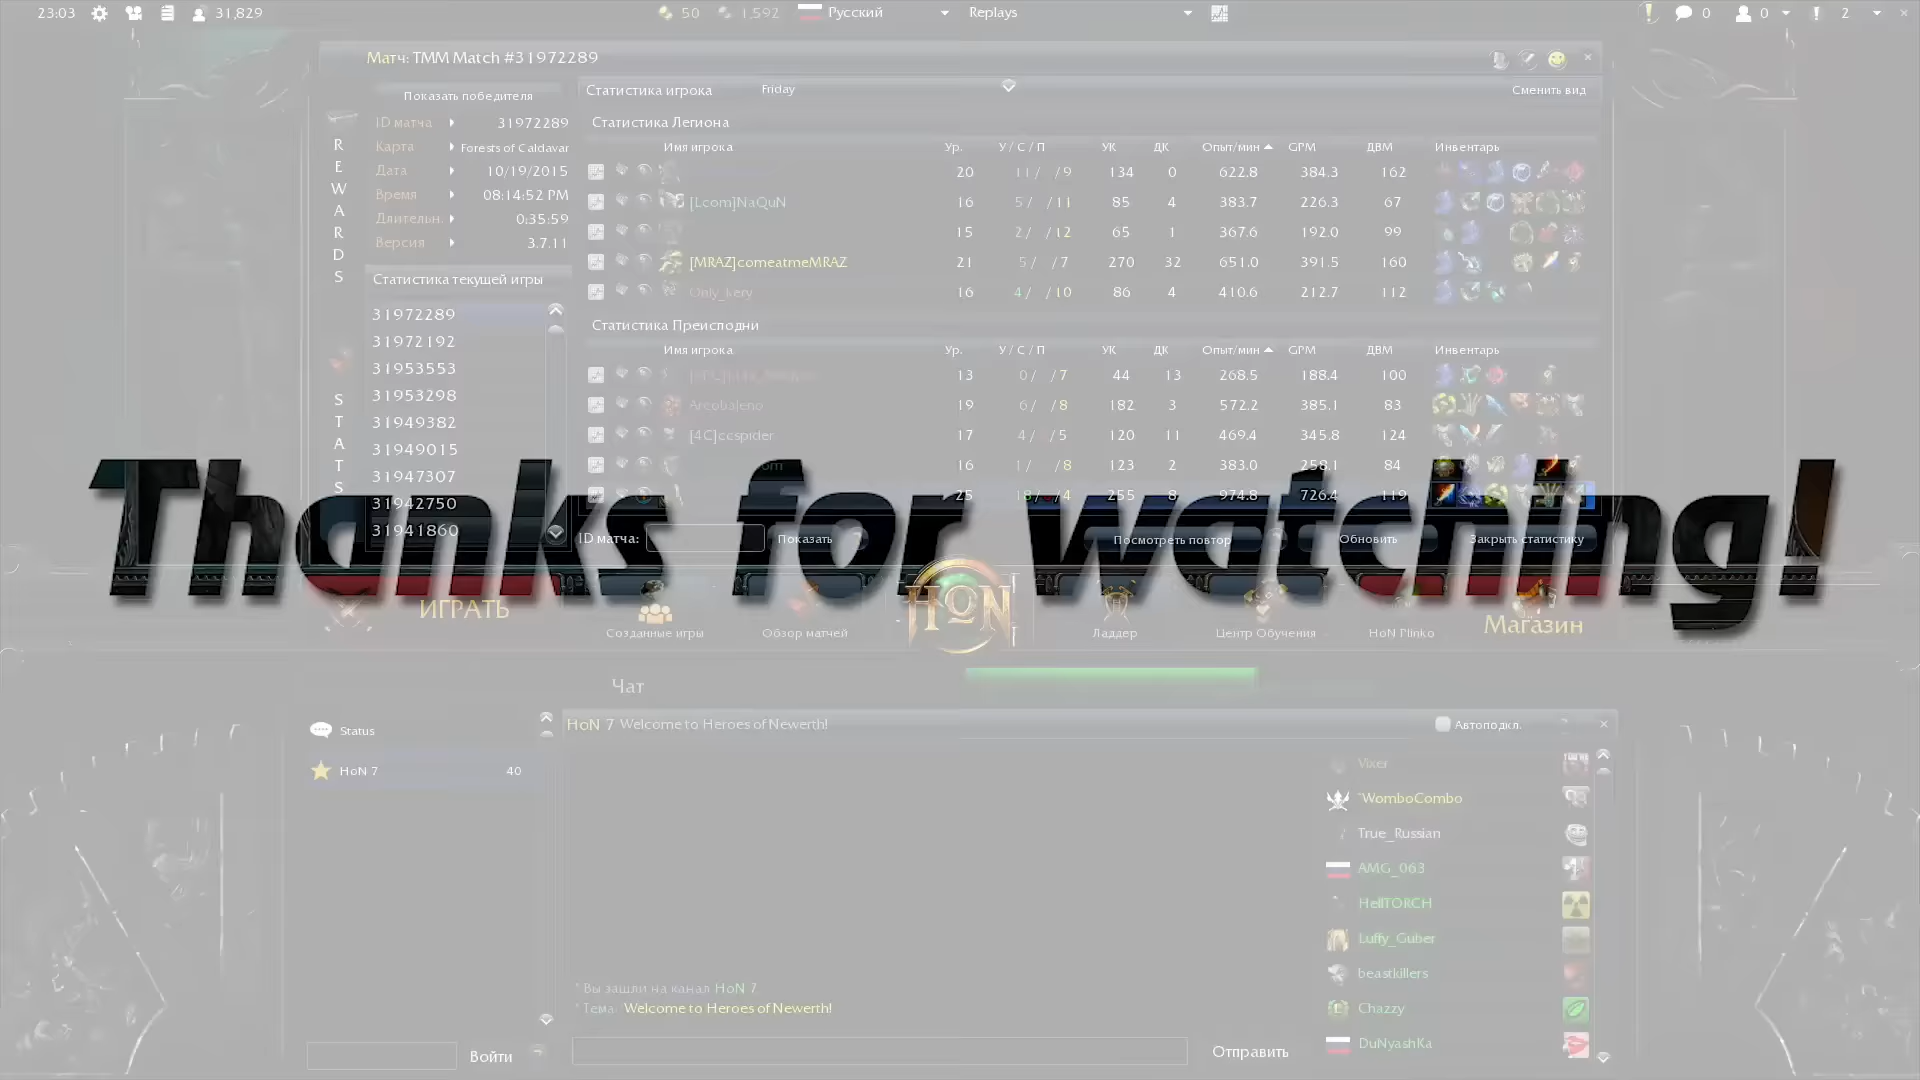 23:03 31,829 50 1,592 Русский Replays 0 0 2
Матч: TMM Match #31972289
Показать победителя
ID матча 31972289
Карта Forests of Caldavar
Дата 10/19/2015
Время 08:14:52 PM
Длительн. 0:35:59
Версия 3.7.11
REWARDS
STATS
Статистика текущей игры
31972289
31972192
31953553
31953298
31949382
31949015
31947307
31942750
31941860
Статистика игрока Friday Сменить вид
Статистика Легиона
Имя игрока Ур. У / С / П УК ДК Опыт/мин GPM ДВМ Инвентарь
20 11/ /9 134 0 622.8 384.3 162
[Lcom]NaQuN 16 5/ /11 85 4 383.7 226.3 67
15 2/ /12 65 1 367.6 192.0 99
[MRAZ]comeatmeMRAZ 21 5/ /7 270 32 651.0 391.5 160
Only_kery 16 4/ /10 86 4 410.6 212.7 112
Статистика Преисподни
Имя игрока Ур. У / С / П УК ДК Опыт/мин GPM ДВМ Инвентарь
13 0/ /7 44 13 268.5 188.4 100
Arcobaleno 19 6/ /8 182 3 572.2 385.1 83
[4C]ccspider 17 4/ /5 120 11 469.4 345.8 124
16 1/ /8 123 2 383.0 258.1 84
25 18/ /4 255 8 974.8 726.4 119
ID матча: Показать Посмотреть повтор Обновить Закрыть статистику
Thanks for watching!
ИГРАТЬ Созданные игры Обзор матчей HoN Ладдер Центр Обучения HoN Plinko Магазин
Чат
Status
HoN 7 40
HoN 7 Welcome to Heroes of Newerth! Автоподкл.
Vixer
`WomboCombo
True_Russian
AMG_063
HellTORCH
Luffy_Guber
beastkillers
Chazzy
DuNyashKa
* Вы зашли на канал HoN 7
* Тема: Welcome to Heroes of Newerth!
Войти Отправить